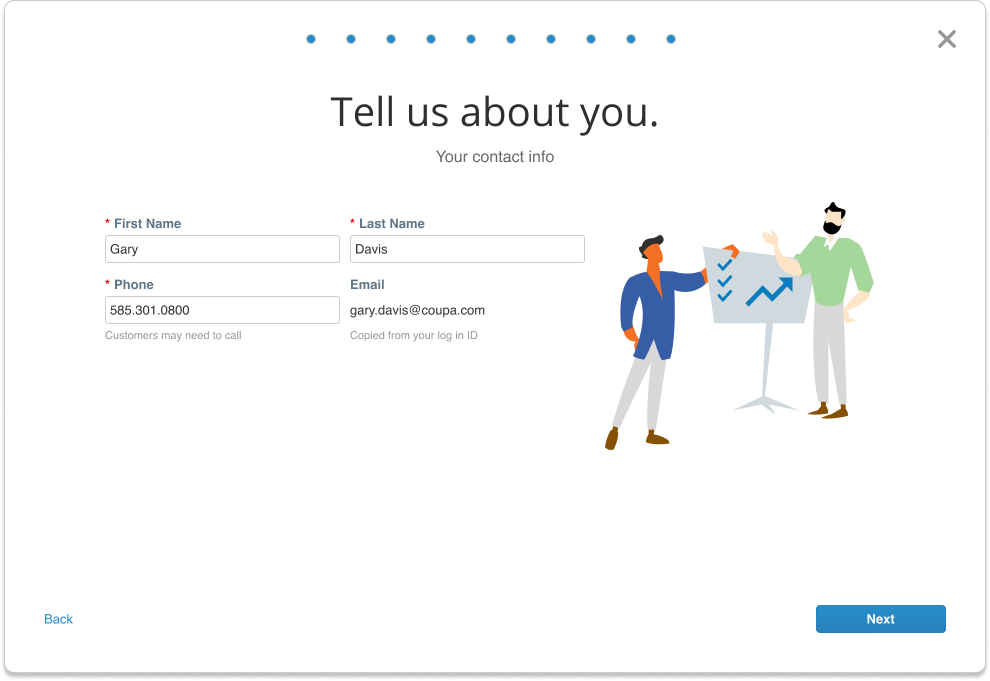 Tell us about you.
Your contact info
* First Name
* Last Name
Gary
Davis
* Phone
Email
585.301.0800
gary.davis@coupa.com
Customers may need to call
Copied from your log in ID
Back
Next